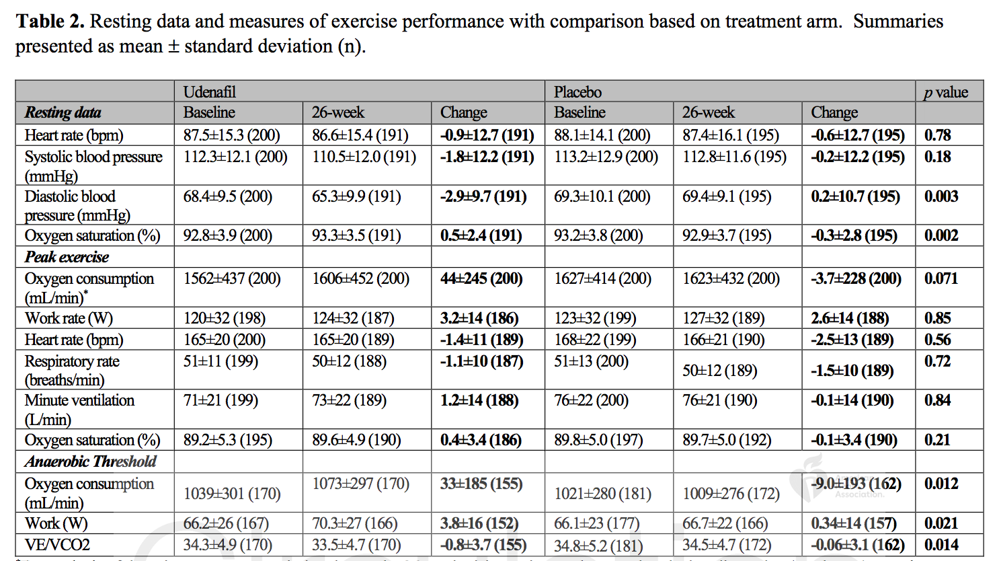 Table 2. Resting data and measures of exercise performance with comparison based on treatment arm.  Summaries
presented as mean ± standard deviation (n).
Udenafil Placebo p value
Resting data Baseline 26-week Change Baseline 26-week Change
Heart rate (bpm) 87.5±15.3 (200) 86.6±15.4 (191) -0.9±12.7 (191) 88.1±14.1 (200) 87.4±16.1 (195) -0.6±12.7 (195) 0.78
Systolic blood pressure 112.3±12.1 (200) 110.5±12.0 (191) -1.8±12.2 (191) 113.2±12.9 (200) 112.8±11.6 (195) -0.2±12.2 (195) 0.18
(mmHg)
Diastolic blood 68.4±9.5 (200) 65.3±9.9 (191) -2.9±9.7 (191) 69.3±10.1 (200) 69.4±9.1 (195) 0.2±10.7 (195) 0.003
pressure (mmHg)
Oxygen saturation (%) 92.8±3.9 (200) 93.3±3.5 (191) 0.5±2.4 (191) 93.2±3.8 (200) 92.9±3.7 (195) -0.3±2.8 (195) 0.002
Peak exercise
Oxygen consumption 1562±437 (200) 1606±452 (200) 44±245 (200) 1627±414 (200) 1623±432 (200) -3.7±228 (200) 0.071
(mL/min)*
Work rate (W) 120±32 (198) 124±32 (187) 3.2±14 (186) 123±32 (199) 127±32 (189) 2.6±14 (188) 0.85
Heart rate (bpm) 165±20 (200) 165±20 (189) -1.4±11 (189) 168±22 (199) 166±21 (190) -2.5±13 (189) 0.56
Respiratory rate 51±11 (199) 50±12 (188) -1.1±10 (187) 51±13 (200) 50±12 (189) -1.5±10 (189) 0.72
(breaths/min)
Minute ventilation 71±21 (199) 73±22 (189) 1.2±14 (188) 76±22 (200) 76±21 (190) -0.1±14 (190) 0.84
(L/min)
Oxygen saturation (%) 89.2±5.3 (195) 89.6±4.9 (190) 0.4±3.4 (186) 89.8±5.0 (197) 89.7±5.0 (192) -0.1±3.4 (190) 0.21
Anaerobic Threshold
Oxygen consumption 1039±301 (170) 1073±297 (170) 33±185 (155) 1021±280 (181) 1009±276 (172) -9.0±193 (162) 0.012
(mL/min)
Association.
Work (W) 66.2±26 (167) 70.3±27 (166) 3.8±16 (152) 66.1±23 (177) 66.7±22 (166) 0.34±14 (157) 0.021
VE/VCO2 34.3±4.9 (170) 33.5±4.7 (170) -0.8±3.7 (155) 34.8±5.2 (181) 34.5±4.7 (172) -0.06±3.1 (162) 0.014